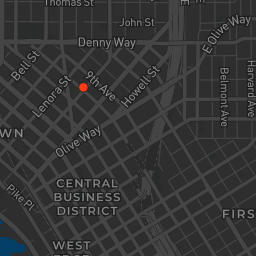 Thomas St
John St
E Olive Way
Denny Way
Bell St
9th Ave
Howell St
Lenora St
Belmont Ave
Harvard Ave
Olive Way
OWN
Pike Pl
CENTRAL
BUSINESS
DISTRICT
FIRS
WEST